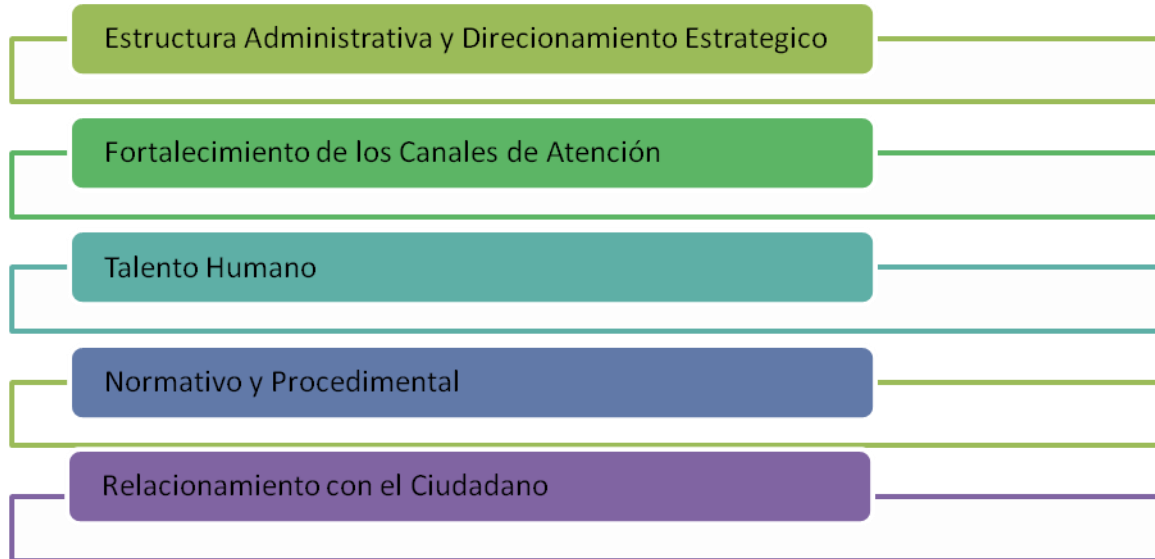 Estructura Administrativa y Direcionamiento Estrategico
Fortalecimiento de los Canales de Atención
Talento Humano
Normativo y Procedimental
Relacionamiento con el Ciudadano